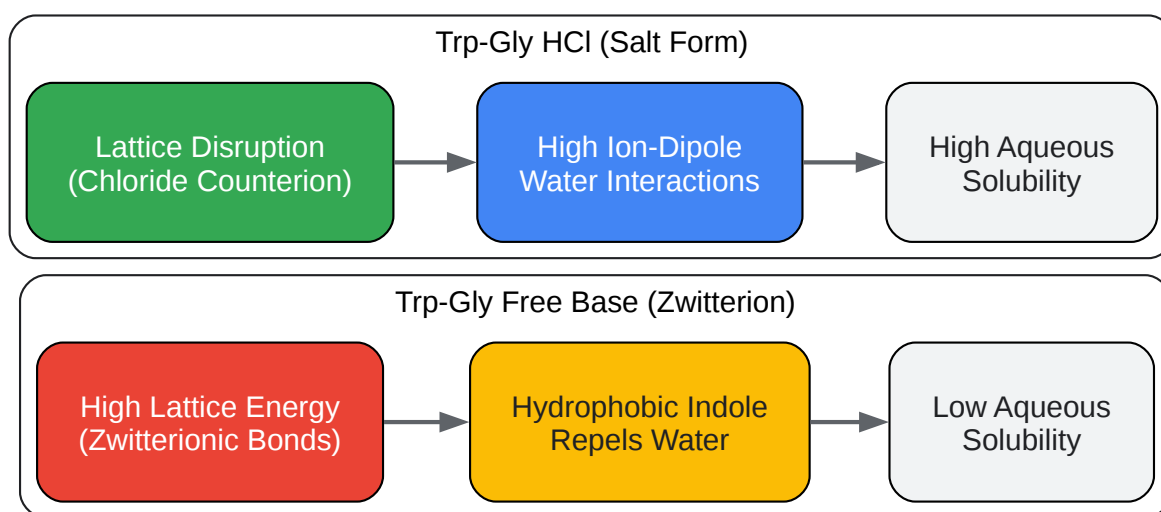 Trp-Gly HCl (Salt Form)
Lattice Disruption
(Chloride Counterion)
High Ion-Dipole
Water Interactions
High Aqueous
Solubility
Trp-Gly Free Base (Zwitterion)
High Lattice Energy
(Zwitterionic Bonds)
Hydrophobic Indole
Repels Water
Low Aqueous
Solubility